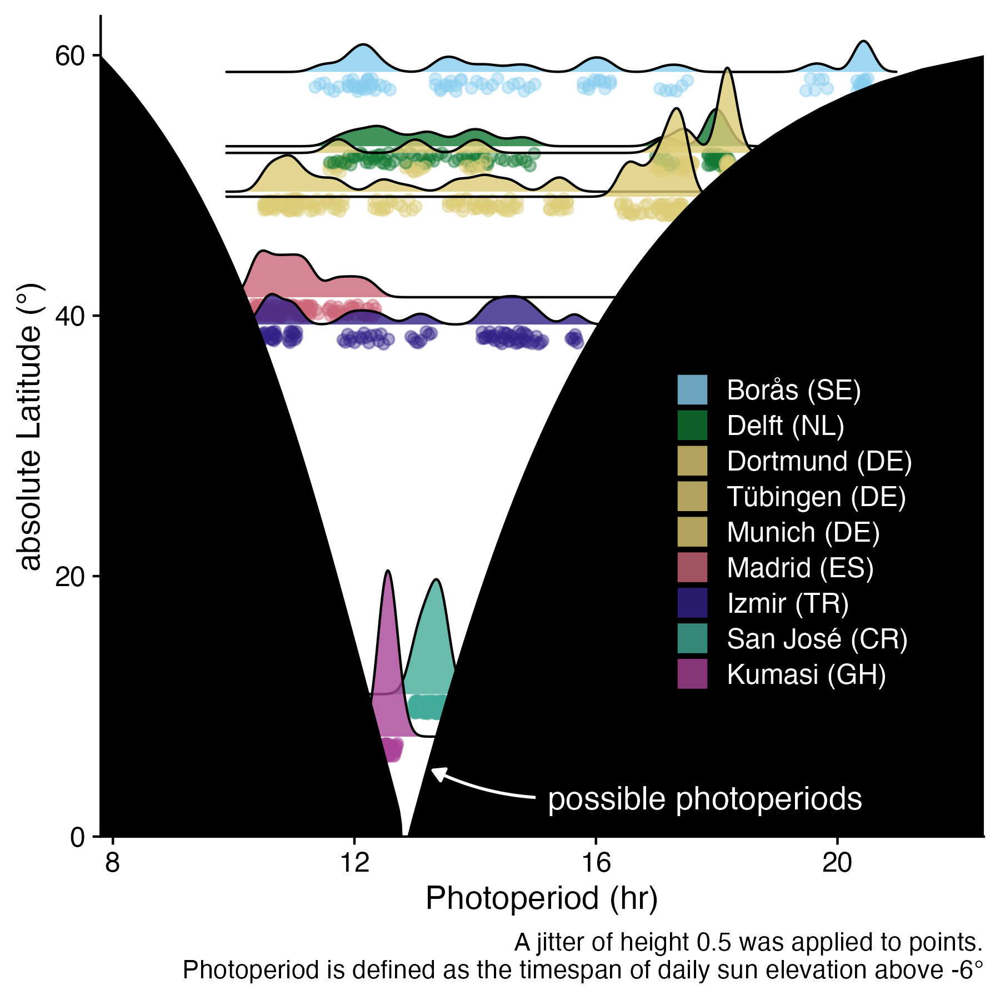 60
40
20
0
absolute Latitude (°)
Borås (SE)
Delft (NL)
Dortmund (DE)
Tübingen (DE)
Munich (DE)
Madrid (ES)
Izmir (TR)
San José (CR)
Kumasi (GH)
possible photoperiods
8 12 16 20
Photoperiod (hr)
A jitter of height 0.5 was applied to points.
Photoperiod is defined as the timespan of daily sun elevation above -6°